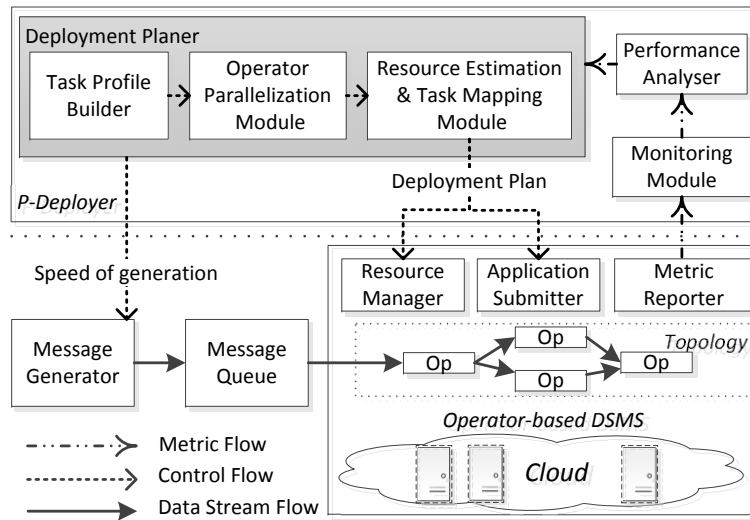 Deployment Planer
Task Profile
Builder
Operator
Parallelization
Module
Resource Estimation
& Task Mapping
Module
Performance
Analyser
Monitoring
Module
Deployment Plan
P-Deployer
Speed of generation
Resource
Manager
Application
Submitter
Metric
Reporter
Message
Generator
Message
Queue
Topology
Op
Op
Op
Op
Operator-based DSMS
Cloud
Metric Flow
Control Flow
Data Stream Flow